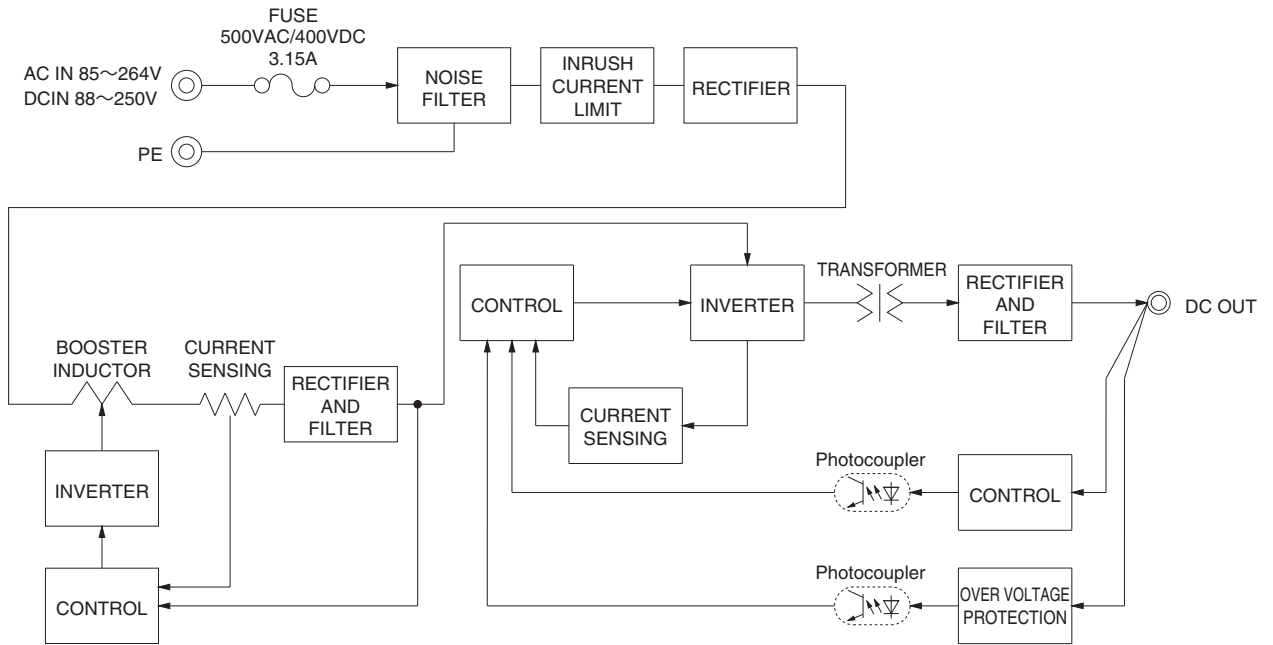 FUSE
500VAC/400VDC
3.15A
AC IN 85～264V
DCIN 88～250V
PE
NOISE
FILTER
INRUSH
CURRENT
LIMIT
RECTIFIER
BOOSTER
INDUCTOR
CURRENT
SENSING
RECTIFIER
AND
FILTER
INVERTER
CONTROL
CONTROL
INVERTER
TRANSFORMER
RECTIFIER
AND
FILTER
DC OUT
CURRENT
SENSING
Photocoupler
CONTROL
Photocoupler
OVER VOLTAGE
PROTECTION